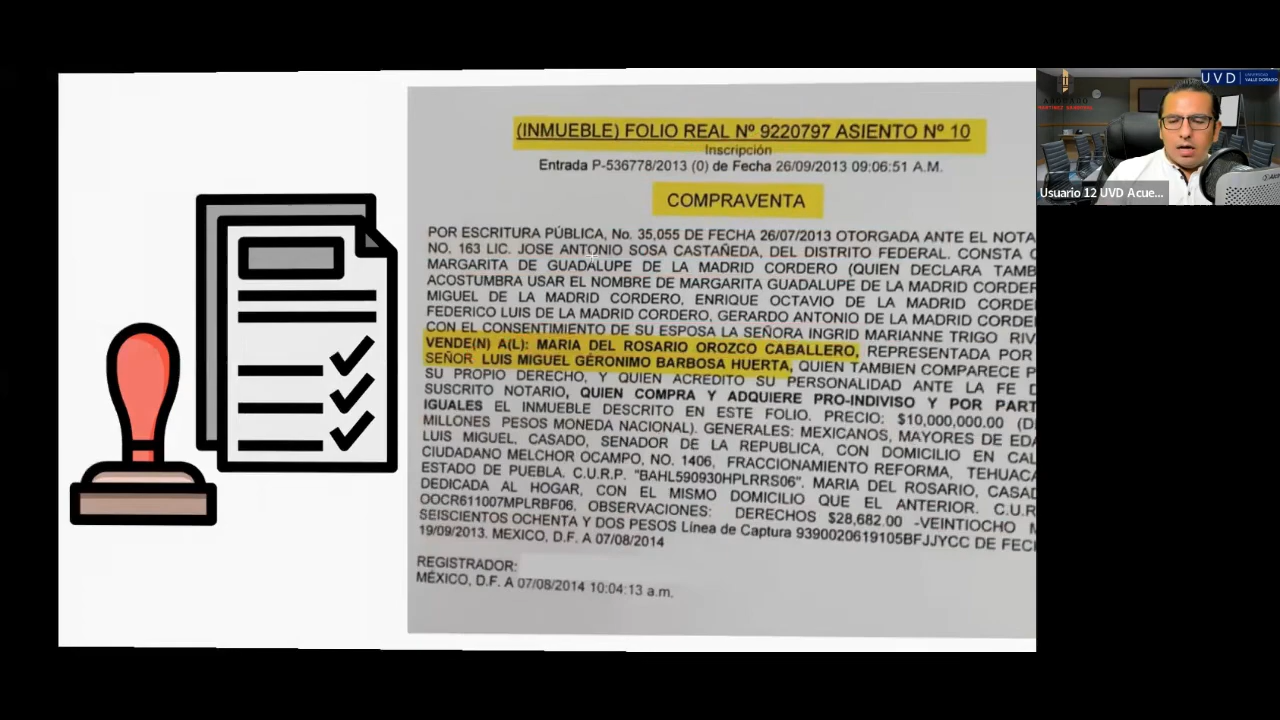 (INMUEBLE) FOLIO REAL Nº 9220797 ASIENTO Nº 10
Inscripción
Entrada P-536778/2013 (0) de Fecha 26/09/2013 09:06:51 A.M.
COMPRAVENTA
POR ESCRITURA PÚBLICA, No. 35,055 DE FECHA 26/07/2013 OTORGADA ANTE EL NOTA
NO. 163 LIC. JOSE ANTONIO SOSA CASTAÑEDA, DEL DISTRITO FEDERAL. CONSTA
MARGARITA DE GUADALUPE DE LA MADRID CORDERO (QUIEN DECLARA TAMB
ACOSTUMBRA USAR EL NOMBRE DE MARGARITA GUADALUPE DE LA MADRID CORDER
MIGUEL DE LA MADRID CORDERO, ENRIQUE OCTAVIO DE LA MADRID CORDE
FEDERICO LUIS DE LA MADRID CORDERO, GERARDO ANTONIO DE LA MADRID CORDE
CON EL CONSENTIMIENTO DE SU ESPOSA LA SEÑORA INGRID MARIANNE TRIGO RIV
VENDE(N) A(L): MARIA DEL ROSARIO OROZCO CABALLERO, REPRESENTADA POR
SEÑOR LUIS MIGUEL GÉRONIMO BARBOSA HUERTA, QUIEN TAMBIEN COMPARECE P
SU PROPIO DERECHO, Y QUIEN ACREDITO SU PERSONALIDAD ANTE LA FE D
SUSCRITO NOTARIO, QUIEN COMPRA Y ADQUIERE PRO-INDIVISO Y POR PART
IGUALES EL INMUEBLE DESCRITO EN ESTE FOLIO. PRECIO: $10,000,000.00 (DI
MILLONES PESOS MONEDA NACIONAL). GENERALES: MEXICANOS, MAYORES DE EDA
LUIS MIGUEL, CASADO, SENADOR DE LA REPUBLICA, CON DOMICILIO EN CAL
CIUDADANO MELCHOR OCAMPO, NO. 1406, FRACCIONAMIENTO REFORMA, TEHUACA
ESTADO DE PUEBLA. C.U.R.P. "BAHL590930HPLRRS06". MARIA DEL ROSARIO, CASAD
DEDICADA AL HOGAR, CON EL MISMO DOMICILIO QUE EL ANTERIOR. C.U.R
OOCR611007MPLRBF06. OBSERVACIONES: DERECHOS $28,682.00 -VEINTIOCHO M
SEISCIENTOS OCHENTA Y DOS PESOS Línea de Captura 9390020619105BFJJYCC DE FECH
19/09/2013. MEXICO, D.F. A 07/08/2014
REGISTRADOR:
MÉXICO, D.F. A 07/08/2014 10:04:13 a.m.
UVD
Usuario 12 UVD Acue...